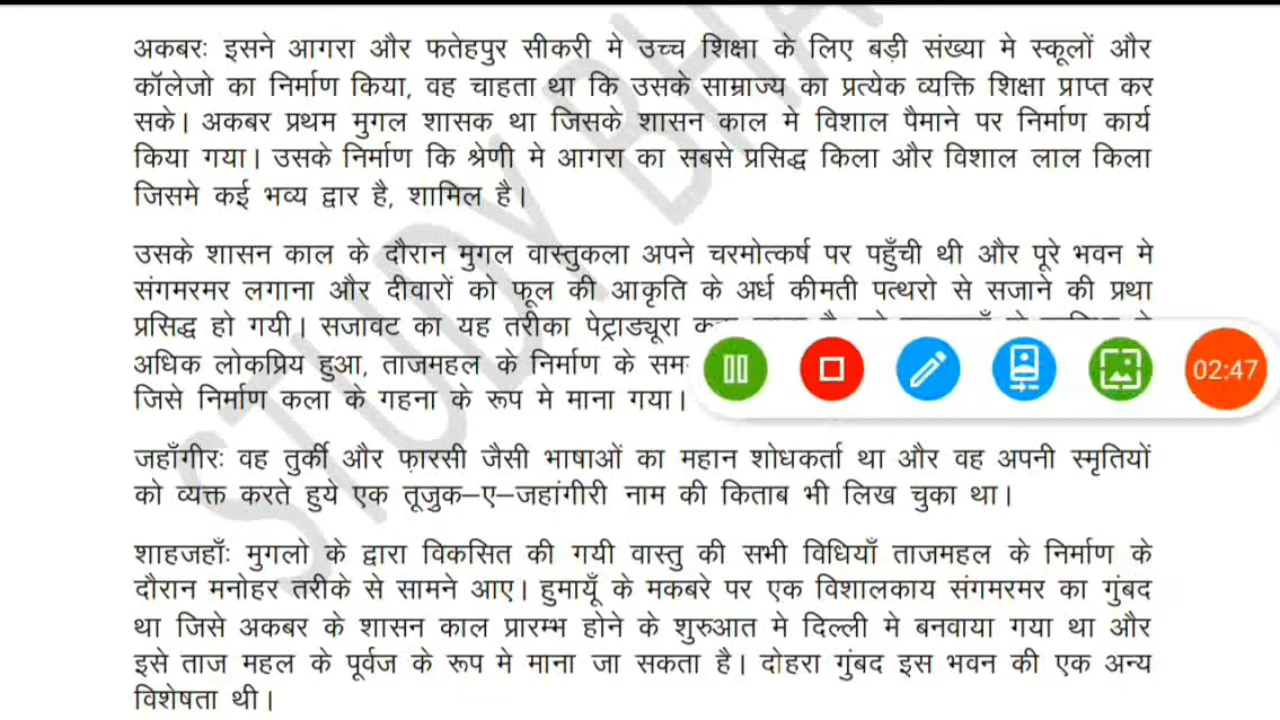 अकबरः इसने आगरा और फतेहपुर सीकरी मे उच्च शिक्षा के लिए बड़ी संख्या मे स्कूलों और
कॉलेजो का निर्माण किया, वह चाहता था कि उसके साम्राज्य का प्रत्येक व्यक्ति शिक्षा प्राप्त कर
सके। अकबर प्रथम मुगल शासक था जिसके शासन काल मे विशाल पैमाने पर निर्माण कार्य
किया गया। उसके निर्माण कि श्रेणी मे आगरा का सबसे प्रसिद्ध किला और विशाल लाल किला
जिसमे कई भव्य द्वार है, शामिल है।
उसके शासन काल के दौरान मुगल वास्तुकला अपने चरमोत्कर्ष पर पहुँची थी और पूरे भवन मे
संगमरमर लगाना और दीवारों को फूल की आकृति के अर्ध कीमती पत्थरो से सजाने की प्रथा
प्रसिद्ध हो गयी। सजावट का यह तरीका पेट्राड्यूरा
अधिक लोकप्रिय हुआ, ताजमहल के निर्माण के
जिसे निर्माण कला के गहना के रूप मे माना गया।
02:47
जहाँगीरः वह तुर्की और फ़ारसी जैसी भाषाओं का महान शोधकर्ता था और वह अपनी स्मृतियों
को व्यक्त करते हुये एक तूजुक–ए–जहांगीरी नाम की किताब भी लिख चुका था।
शाहजहाँः मुगलो के द्वारा विकसित की गयी वास्तु की सभी विधियाँ ताजमहल के निर्माण के
दौरान मनोहर तरीके से सामने आए। हुमायूँ के मकबरे पर एक विशालकाय संगमरमर का गुंबद
था जिसे अकबर के शासन काल प्रारम्भ होने के शुरुआत मे दिल्ली मे बनवाया गया था और
इसे ताज महल के पूर्वज के रूप मे माना जा सकता है। दोहरा गुंबद इस भवन की एक अन्य
विशेषता थी।
STUDY BHA